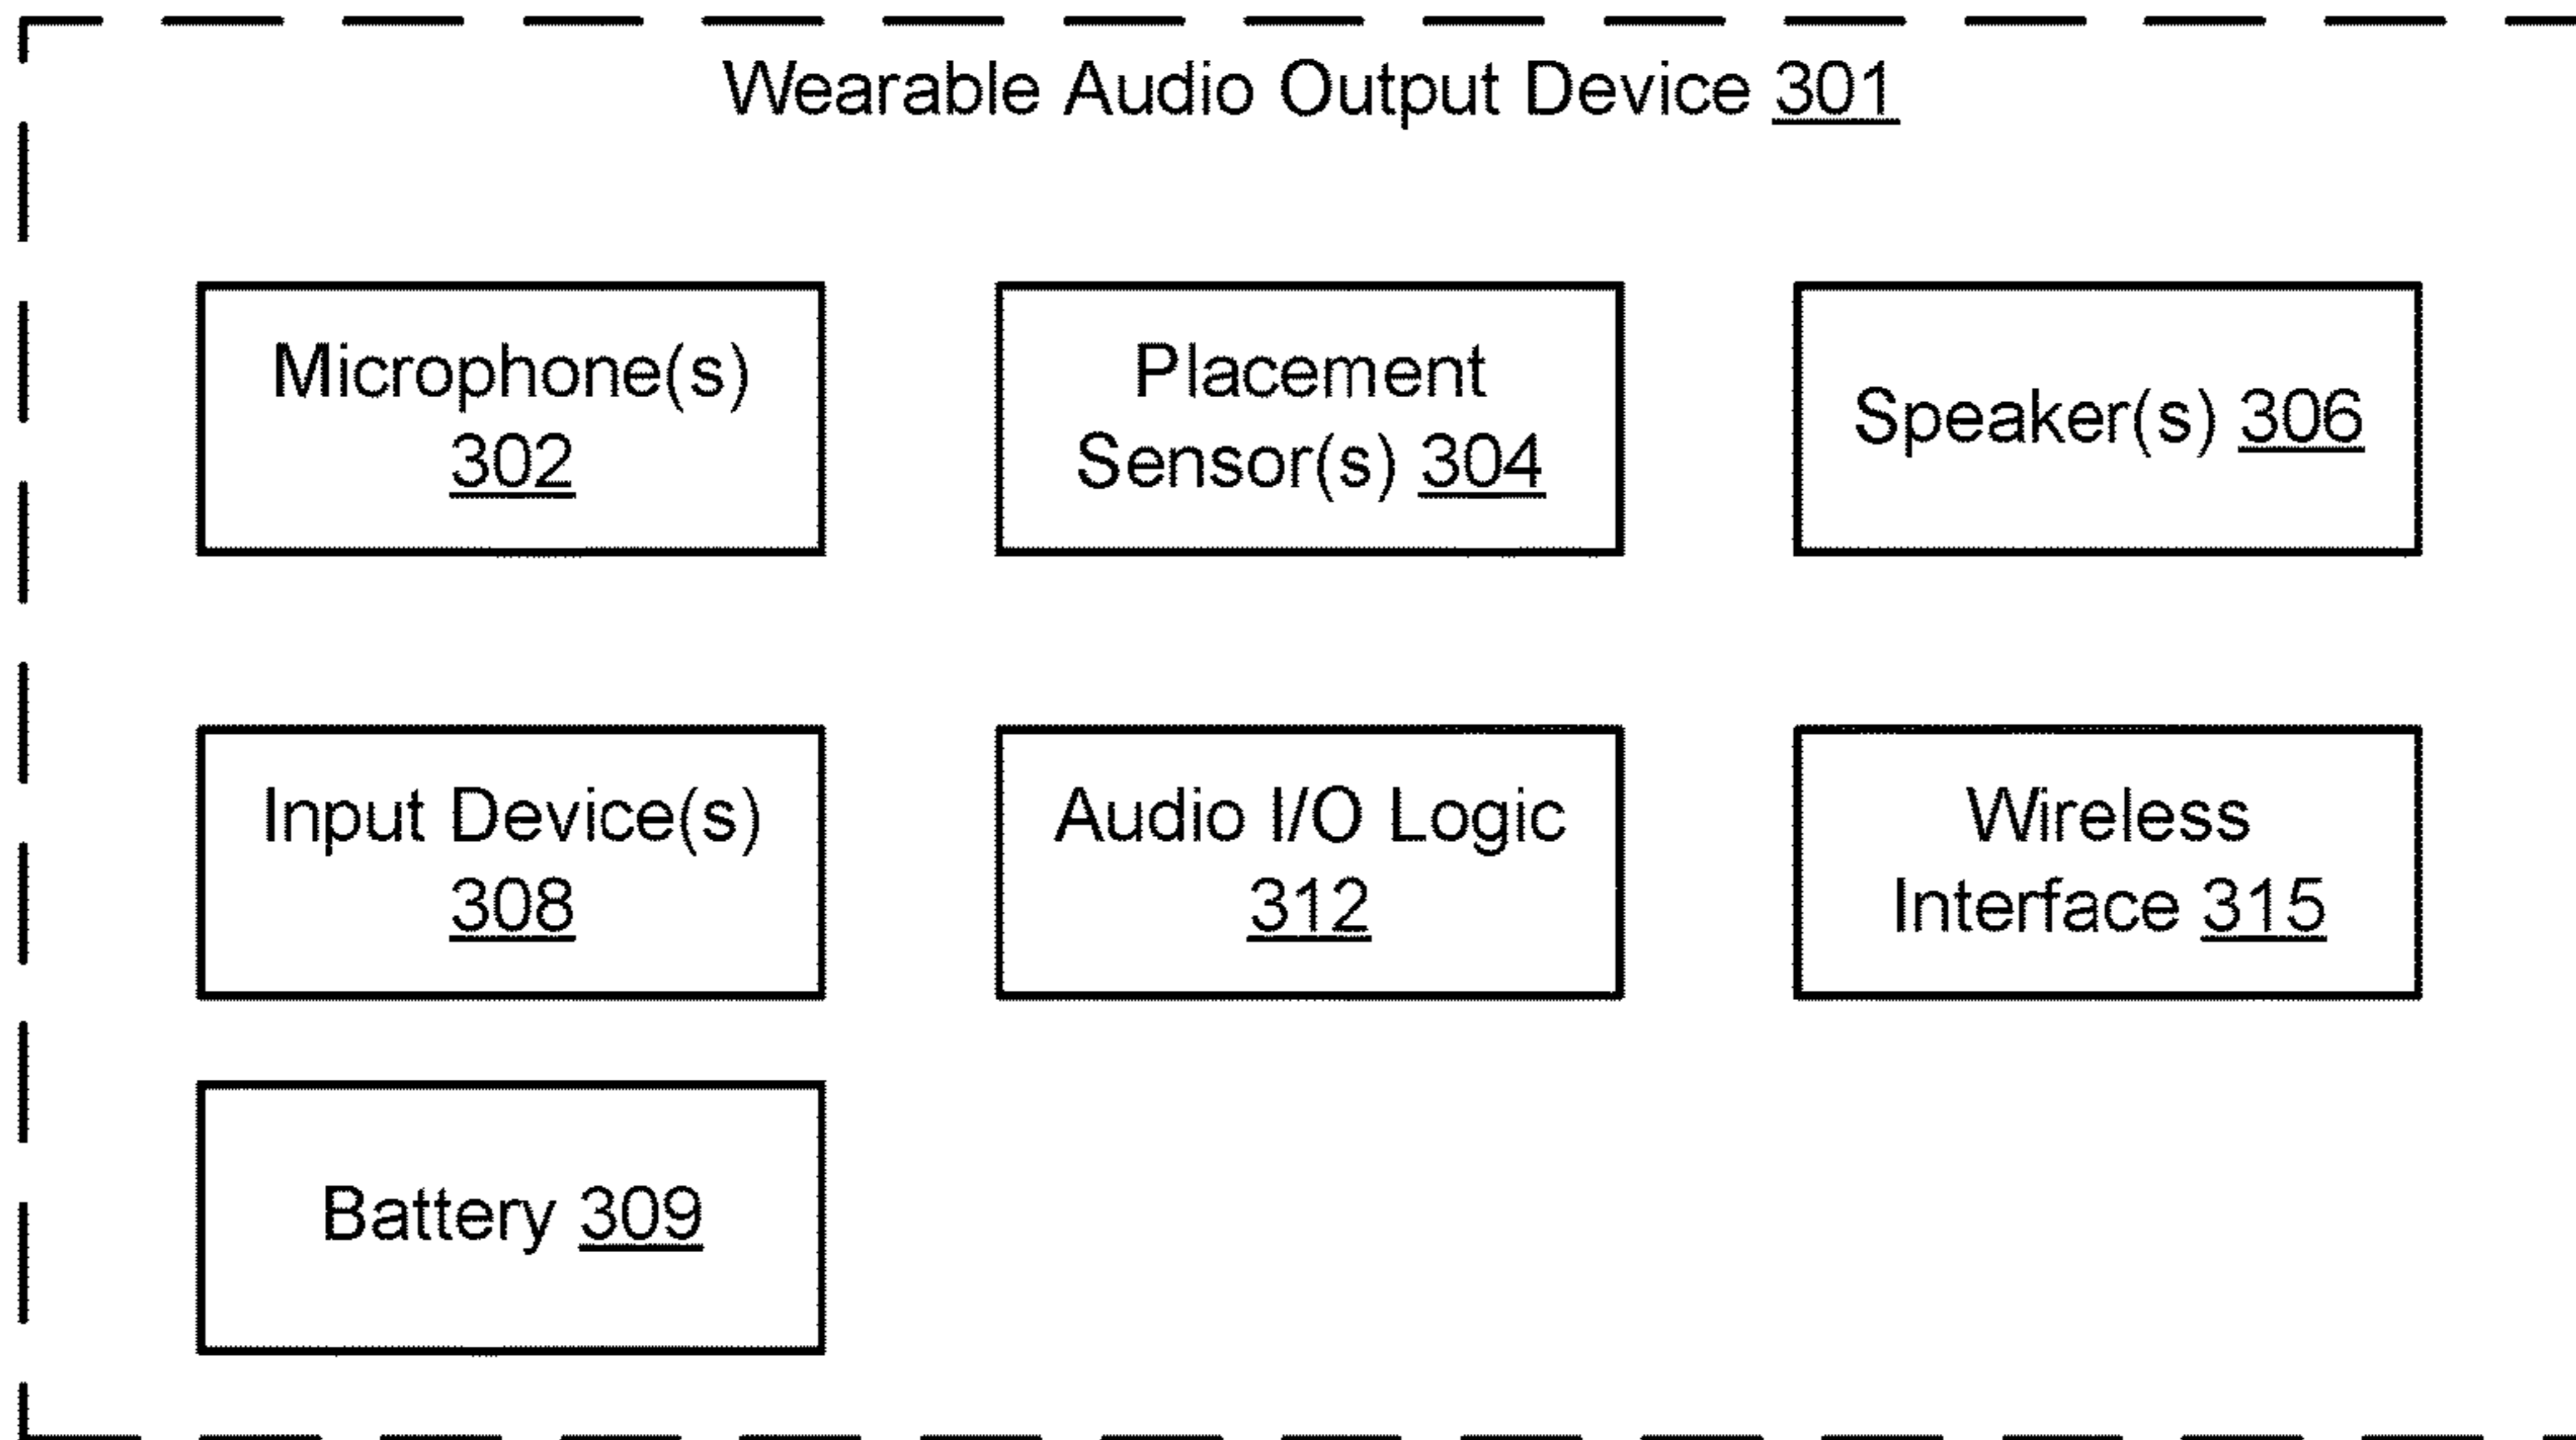 Wearable Audio Output Device 301
Microphone(s)
302
Placement
Sensor(s) 304
Speaker(s) 306
Input Device(s)
308
Audio I/O Logic
312
Wireless
Interface 315
Battery 309